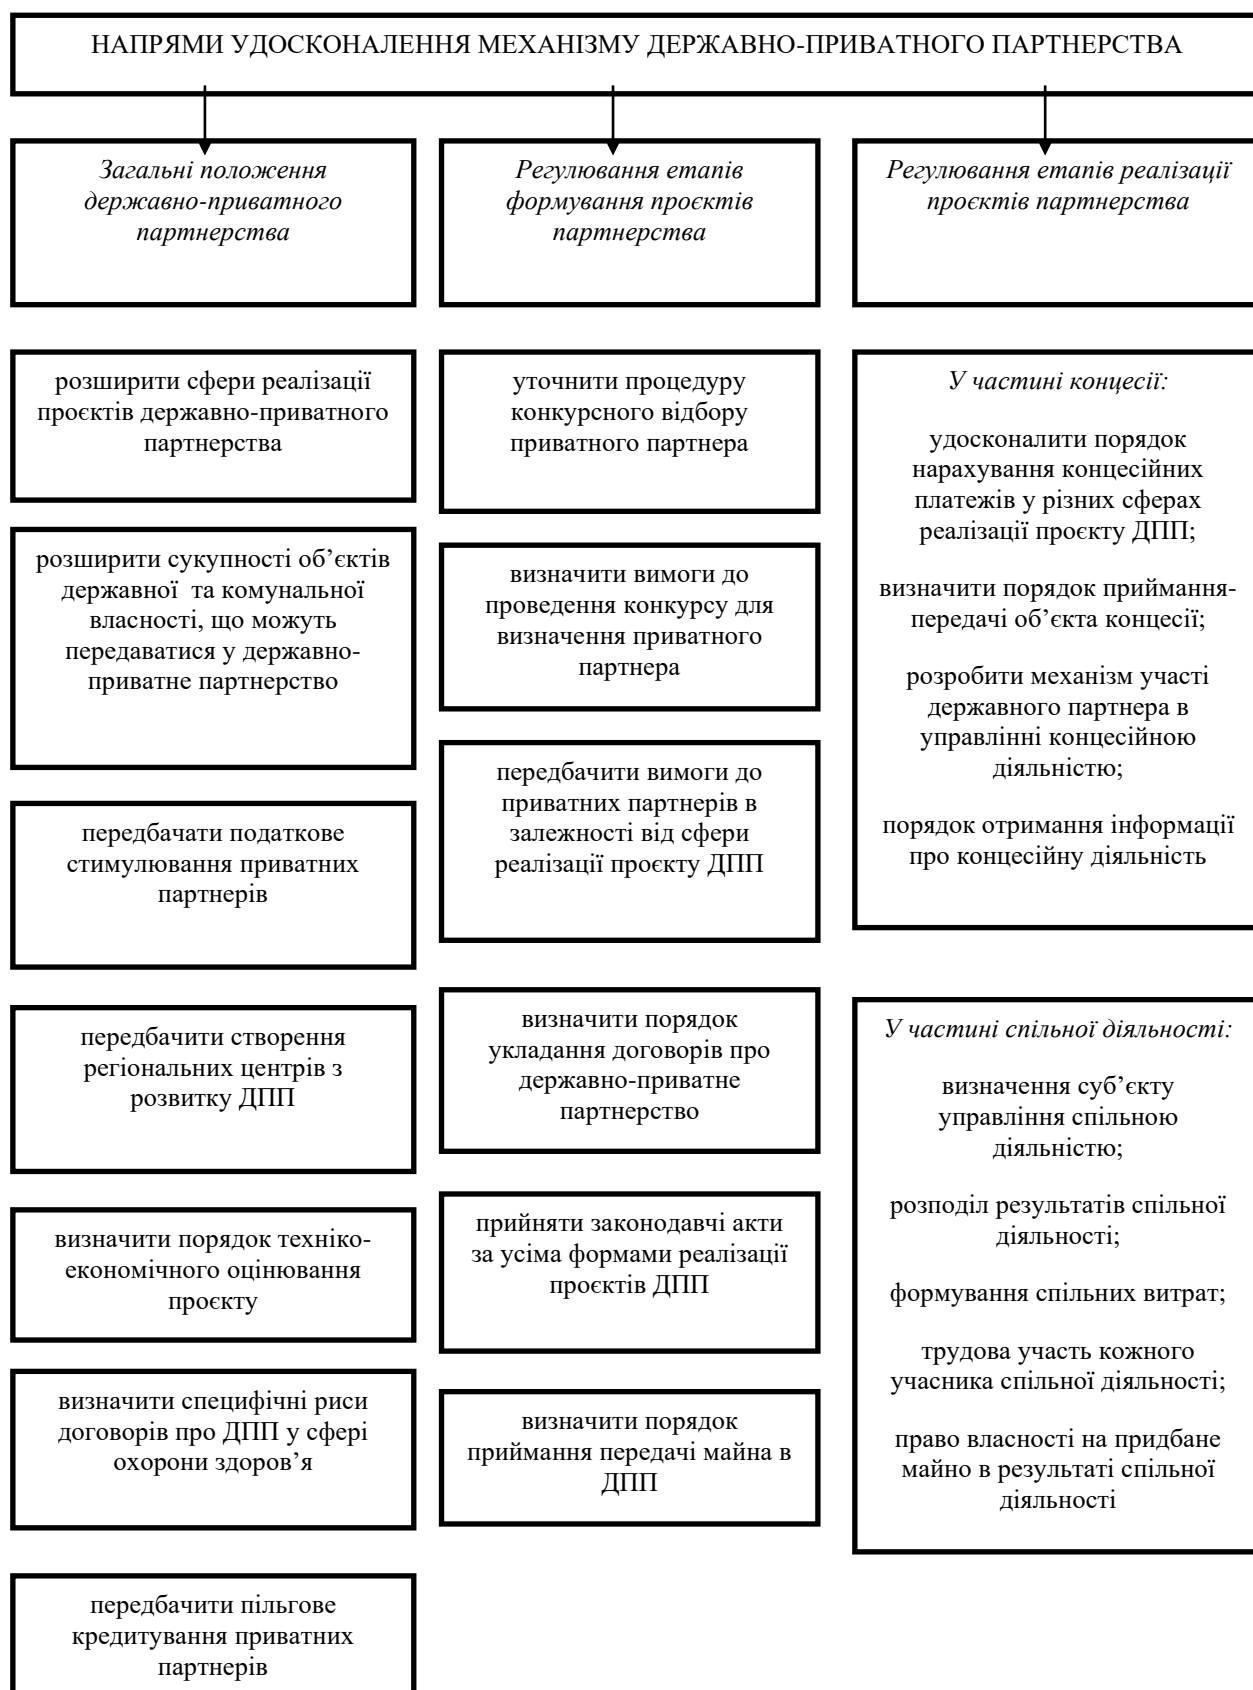 НАПРЯМИ УДОСКОНАЛЕННЯ МЕХАНІЗМУ ДЕРЖАВНО-ПРИВАТНОГО ПАРТНЕРСТВА
Загальні положення
державно-приватного
партнерства
розширити сфери реалізації
проєктів державно-приватного
партнерства
розширити сукупності об’єктів
державної та комунальної
власності, що можуть
передаватися у державно-
приватне партнерство
передбачати податкове
стимулювання приватних
партнерів
передбачити створення
регіональних центрів з
розвитку ДПП
визначити порядок техніко-
економічного оцінювання
проєкту
визначити специфічні риси
договорів про ДПП у сфері
охорони здоров’я
передбачити пільгове
кредитування приватних
партнерів
Регулювання етапів
формування проєктів
партнерства
уточнити процедуру
конкурсного відбору
приватного партнера
визначити вимоги до
проведення конкурсу для
визначення приватного
партнера
передбачити вимоги до
приватних партнерів в
залежності від сфери
реалізації проєкту ДПП
визначити порядок
укладання договорів про
державно-приватне
партнерство
прийняти законодавчі акти
за усіма формами реалізації
проєктів ДПП
визначити порядок
приймання передачі майна в
ДПП
Регулювання етапів реалізації
проєктів партнерства
У частині концесії:
удосконалити порядок
нарахування концесійних
платежів у різних сферах
реалізації проєкту ДПП;
визначити порядок приймання-
передачі об’єкта концесії;
розробити механізм участі
державного партнера в
управлінні концесійною
діяльністю;
порядок отримання інформації
про концесійну діяльність
У частині спільної діяльності:
визначення суб’єкту
управління спільною
діяльністю;
розподіл результатів спільної
діяльності;
формування спільних витрат;
трудова участь кожного
учасника спільної діяльності;
право власності на придбане
майно в результаті спільної
діяльності